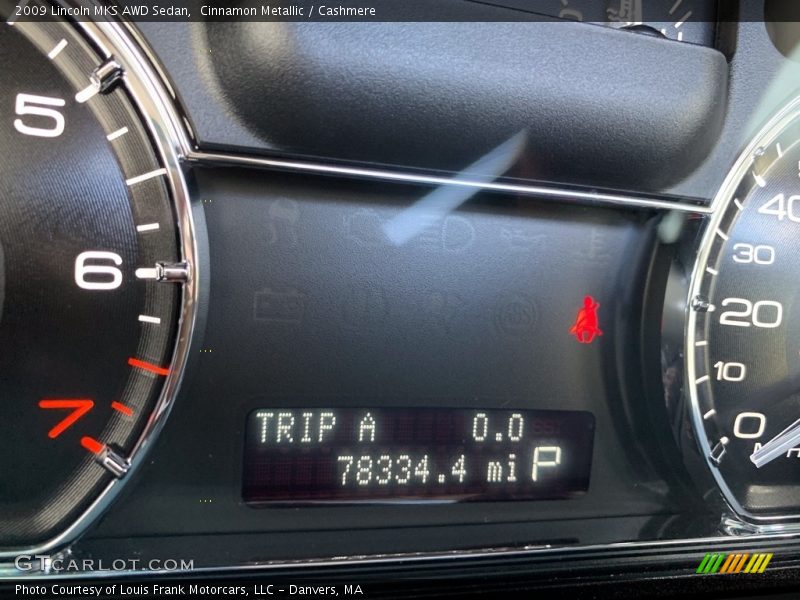 2009 Lincoln MKS AWD Sedan,  Cinnamon Metallic / Cashmere
5
6
7
40
30
20
10
0
TRIP A 0.0
78334.4 mi P
GTCARLOT.COM
Photo Courtesy of Louis Frank Motorcars, LLC – Danvers, MA